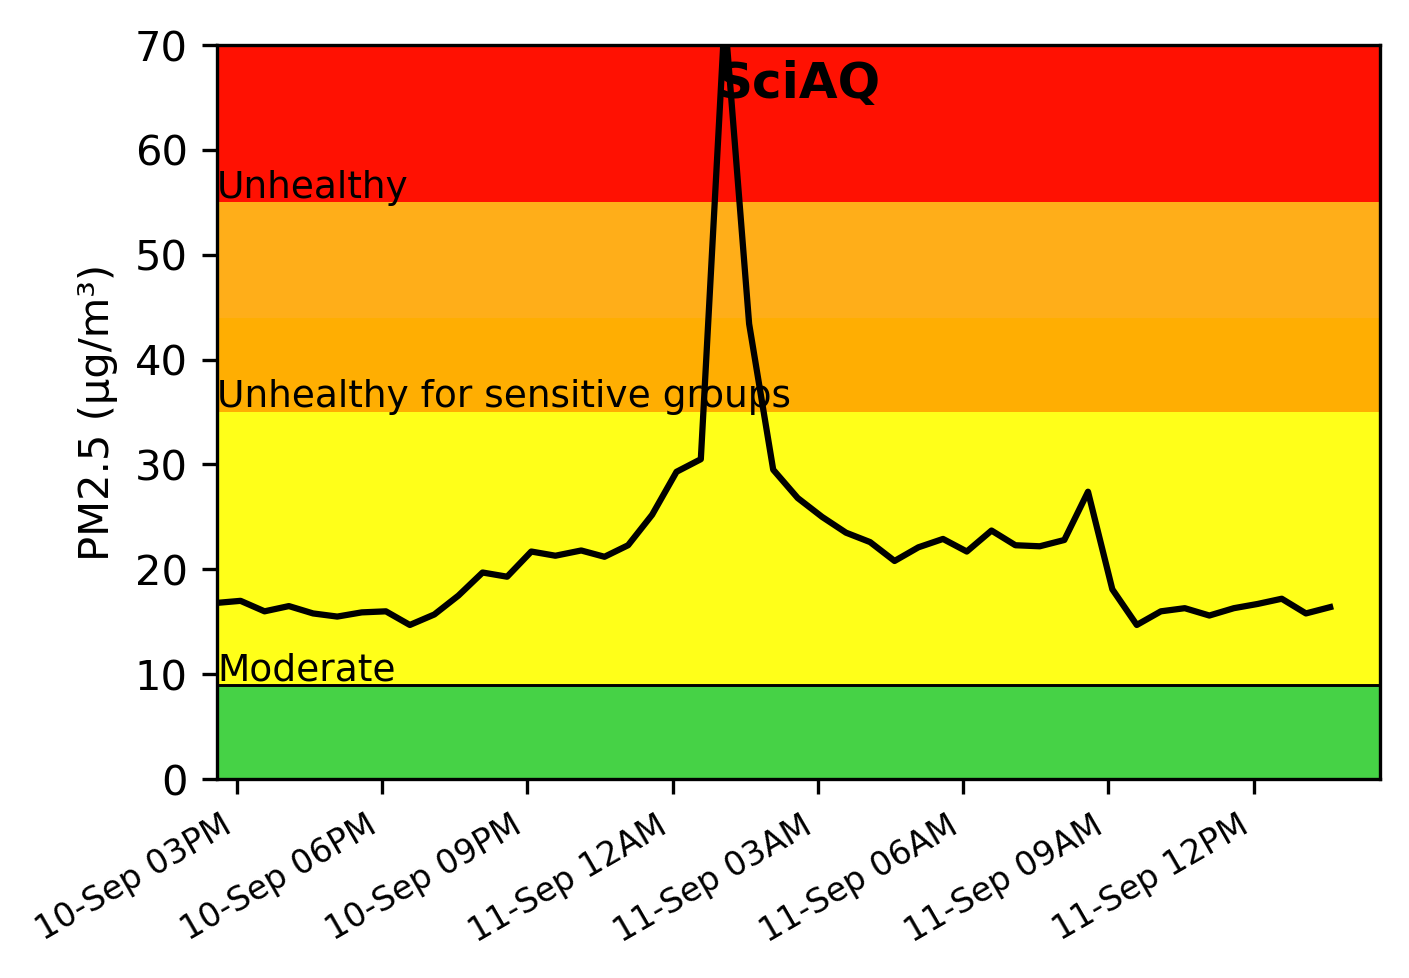 SciAQ
70
60
50
40
30
20
10
0
PM2.5 (µg/m³)
Unhealthy
Unhealthy for sensitive groups
Moderate
10-Sep 03PM
10-Sep 06PM
10-Sep 09PM
11-Sep 12AM
11-Sep 03AM
11-Sep 06AM
11-Sep 09AM
11-Sep 12PM